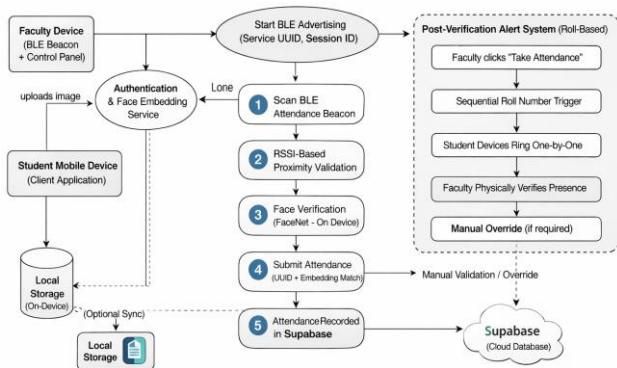 Faculty Device
(BLE Beacon
+ Control Panel)
Start BLE Advertising
(Service UUID, Session ID)
Post-Verification Alert System (Roll-Based)
Faculty clicks "Take Attendance"
Sequential Roll Number Trigger
Student Devices Ring One-by-One
Faculty Physically Verifies Presence
Manual Override (if required)
uploads image
Authentication
& Face Embedding
Service
Lone
1 Scan BLE
Attendance Beacon
2 RSSI-Based
Proximity Validation
3 Face Verification
(FaceNet - On Device)
4 Submit Attendance
(UUID + Embedding Match)
Manual Validation / Override
5 Attendance Recorded
in Supabase
Student Mobile Device
(Client Application)
Local
Storage
(On-Device)
(Optional Sync)
Local
Storage
Supabase
(Cloud Database)